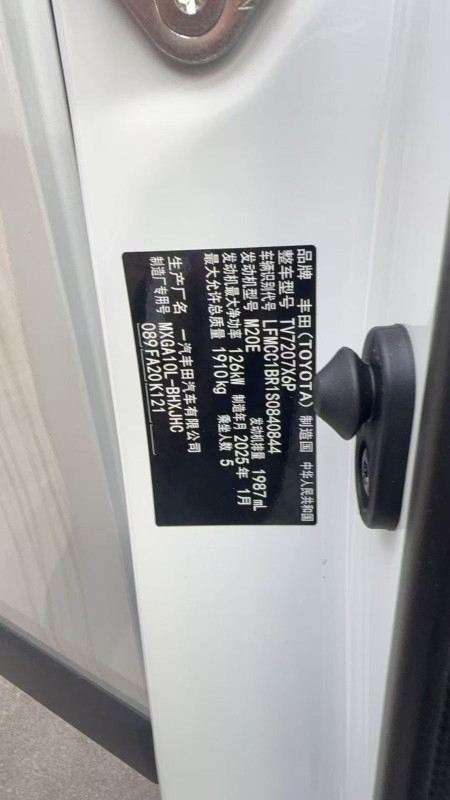 品牌 丰田(TOYOTA) 制造国 中华人民共和国
整车型号 TV7207X6P
车辆识别代号 LFMCC1BR1S0840844
发动机型号 M20E 发动机排量 1987 mL
发动机最大净功率 126kW 制造年月 2025年 1月
最大允许总质量 1910kg 乘坐人数 5
生产厂名 一汽丰田汽车有限公司
制造厂专用号 MXGA10L-BHXJHC
089 FA20 K121